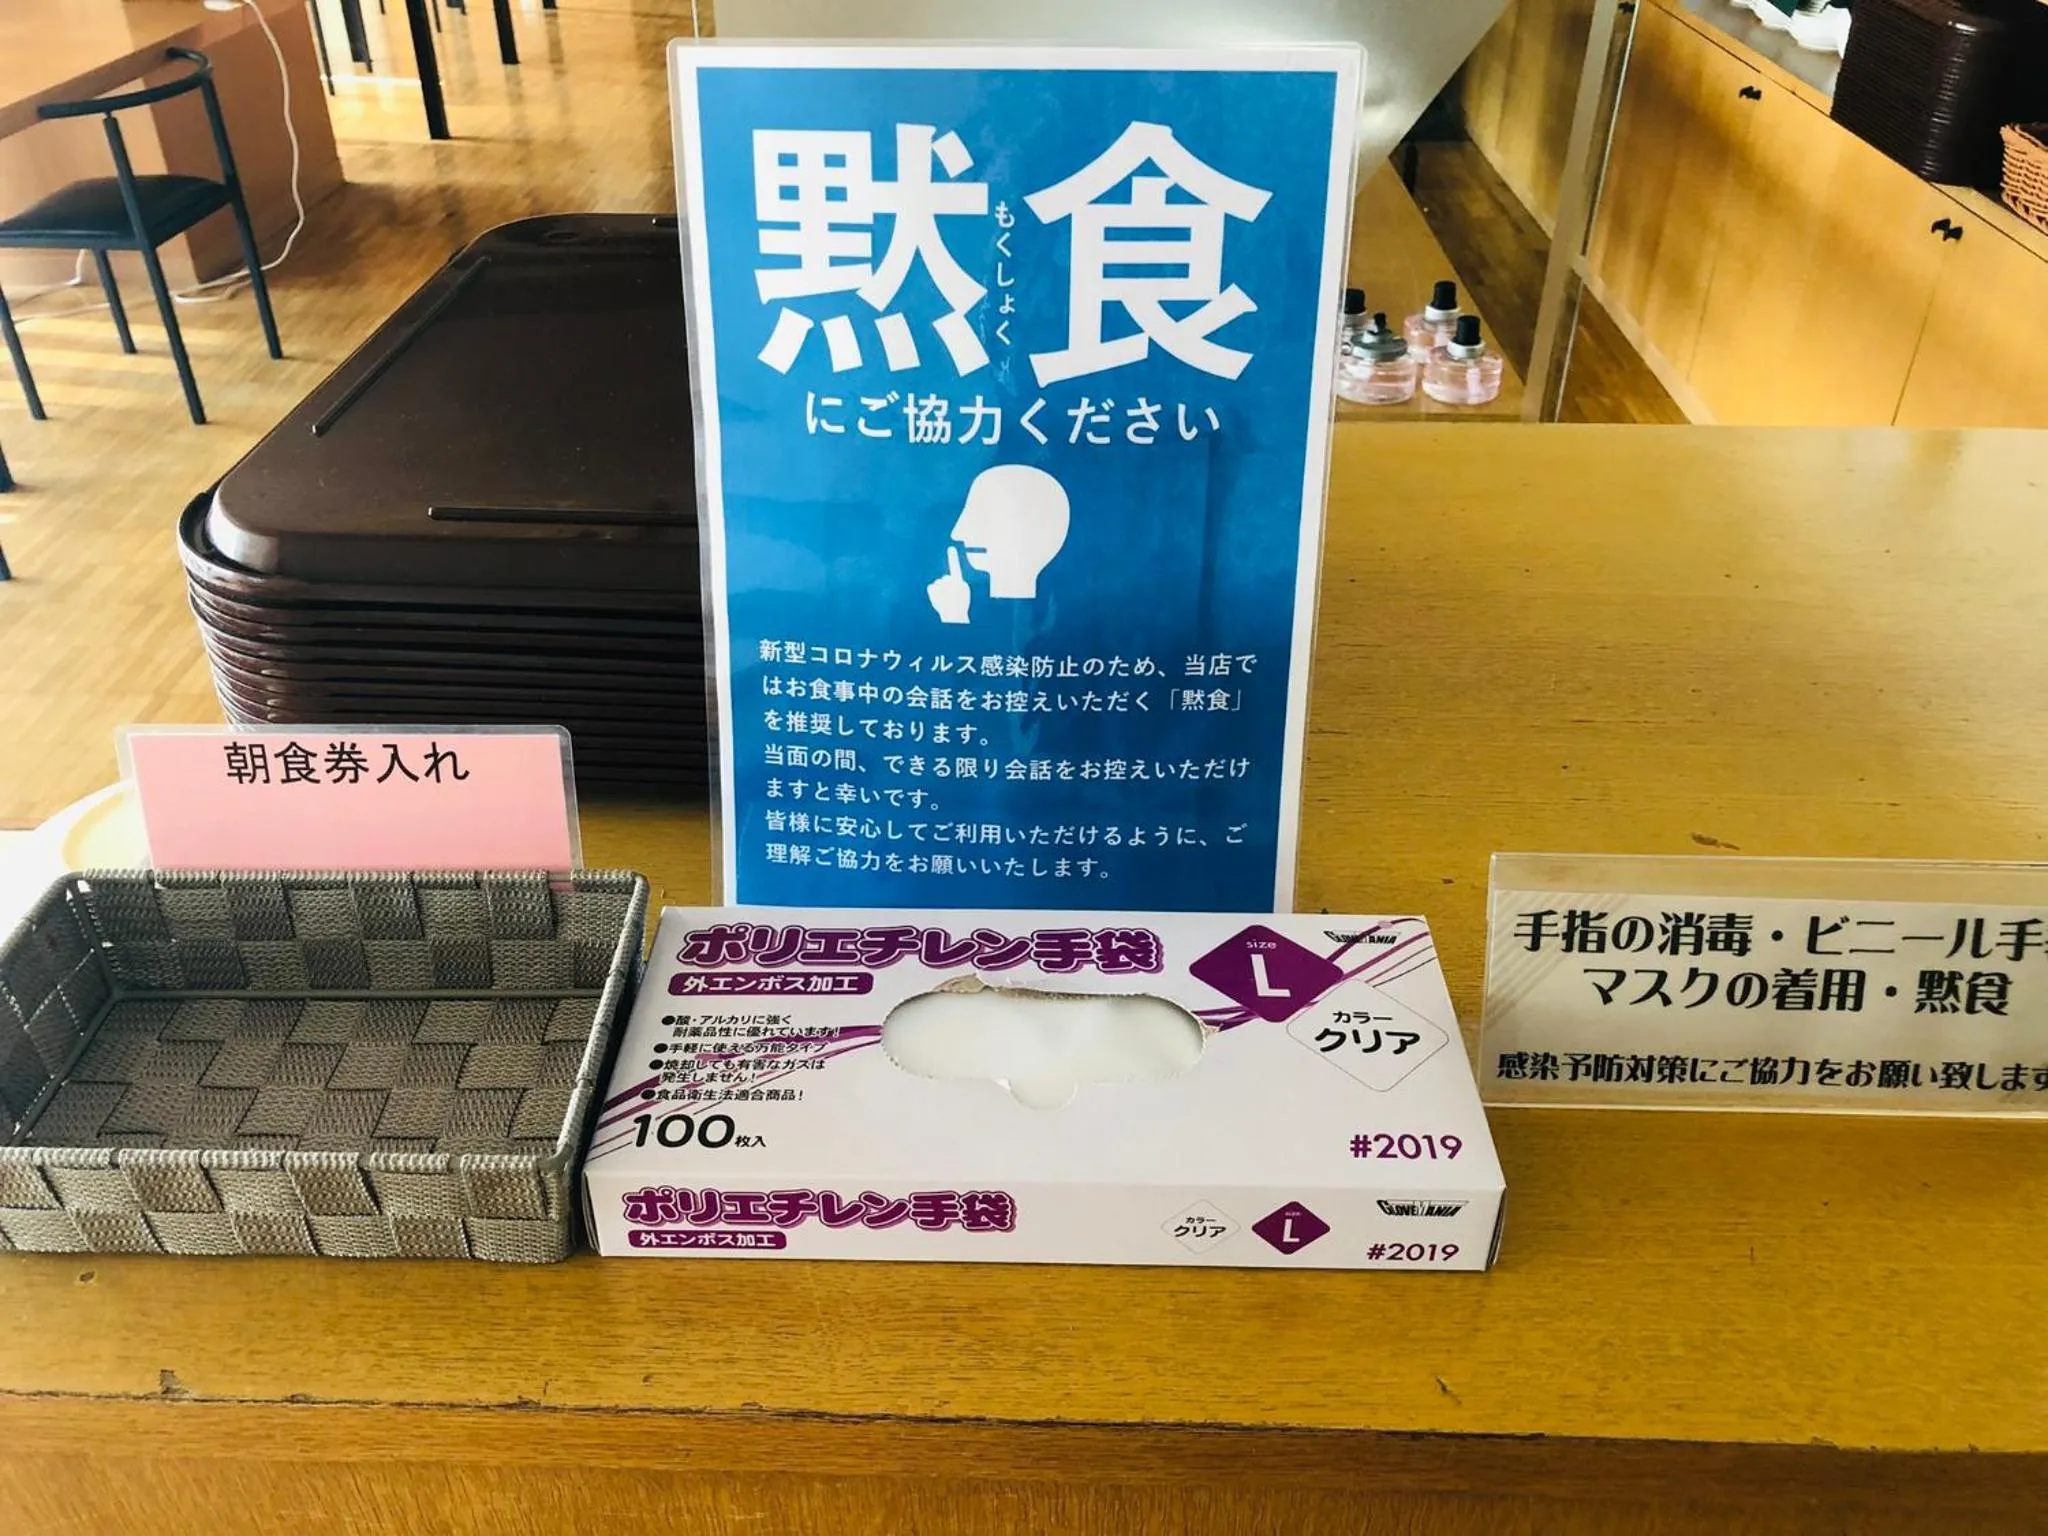 黙食
もくしょく
にご協力ください
新型コロナウィルス感染防止のため、当店で
はお食事中の会話をお控えいただく「黙食」
を推奨しております。
当面の間、できる限り会話をお控えいただけ
ますと幸いです。
皆様に安心してご利用いただけるように、ご
理解ご協力をお願いいたします。
朝食券入れ
ポリエチレン手袋
外エンボス加工
●酸・アルカリに強く
耐薬品性に優れています!
●手軽に使える万能タイプ
●焼却しても有害なガスは
発生しません!
●食品衛生法適合商品!
100枚入
size
L
GLOVEMANIA
カラー
クリア
#2019
ポリエチレン手袋
外エンボス加工
カラー
クリア
size
L
GLOVEMANIA
#2019
手指の消毒・ビニール手
マスクの着用・黙食
感染予防対策にご協力をお願い致します